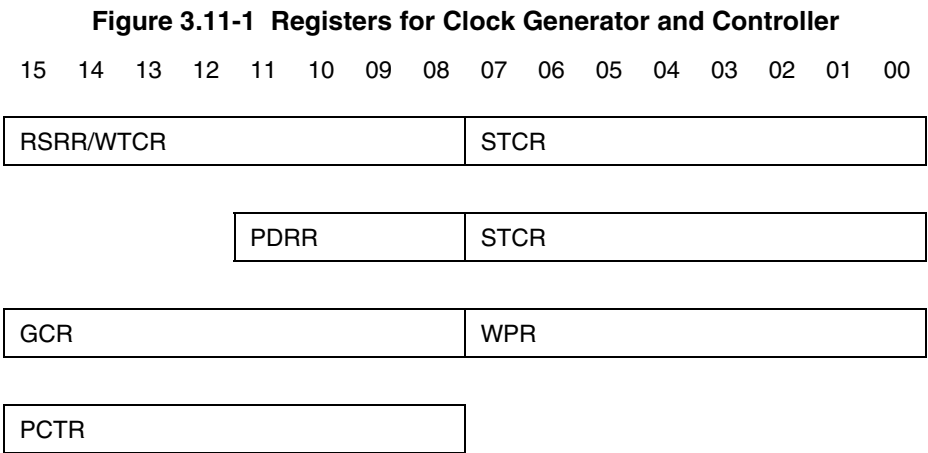 Figure 3.11-1 Registers for Clock Generator and Controller
15 14 13 12 11 10 09 08 07 06 05 04 03 02 01 00
RSRR/WTCR STCR
PDRR STCR
GCR WPR
PCTR